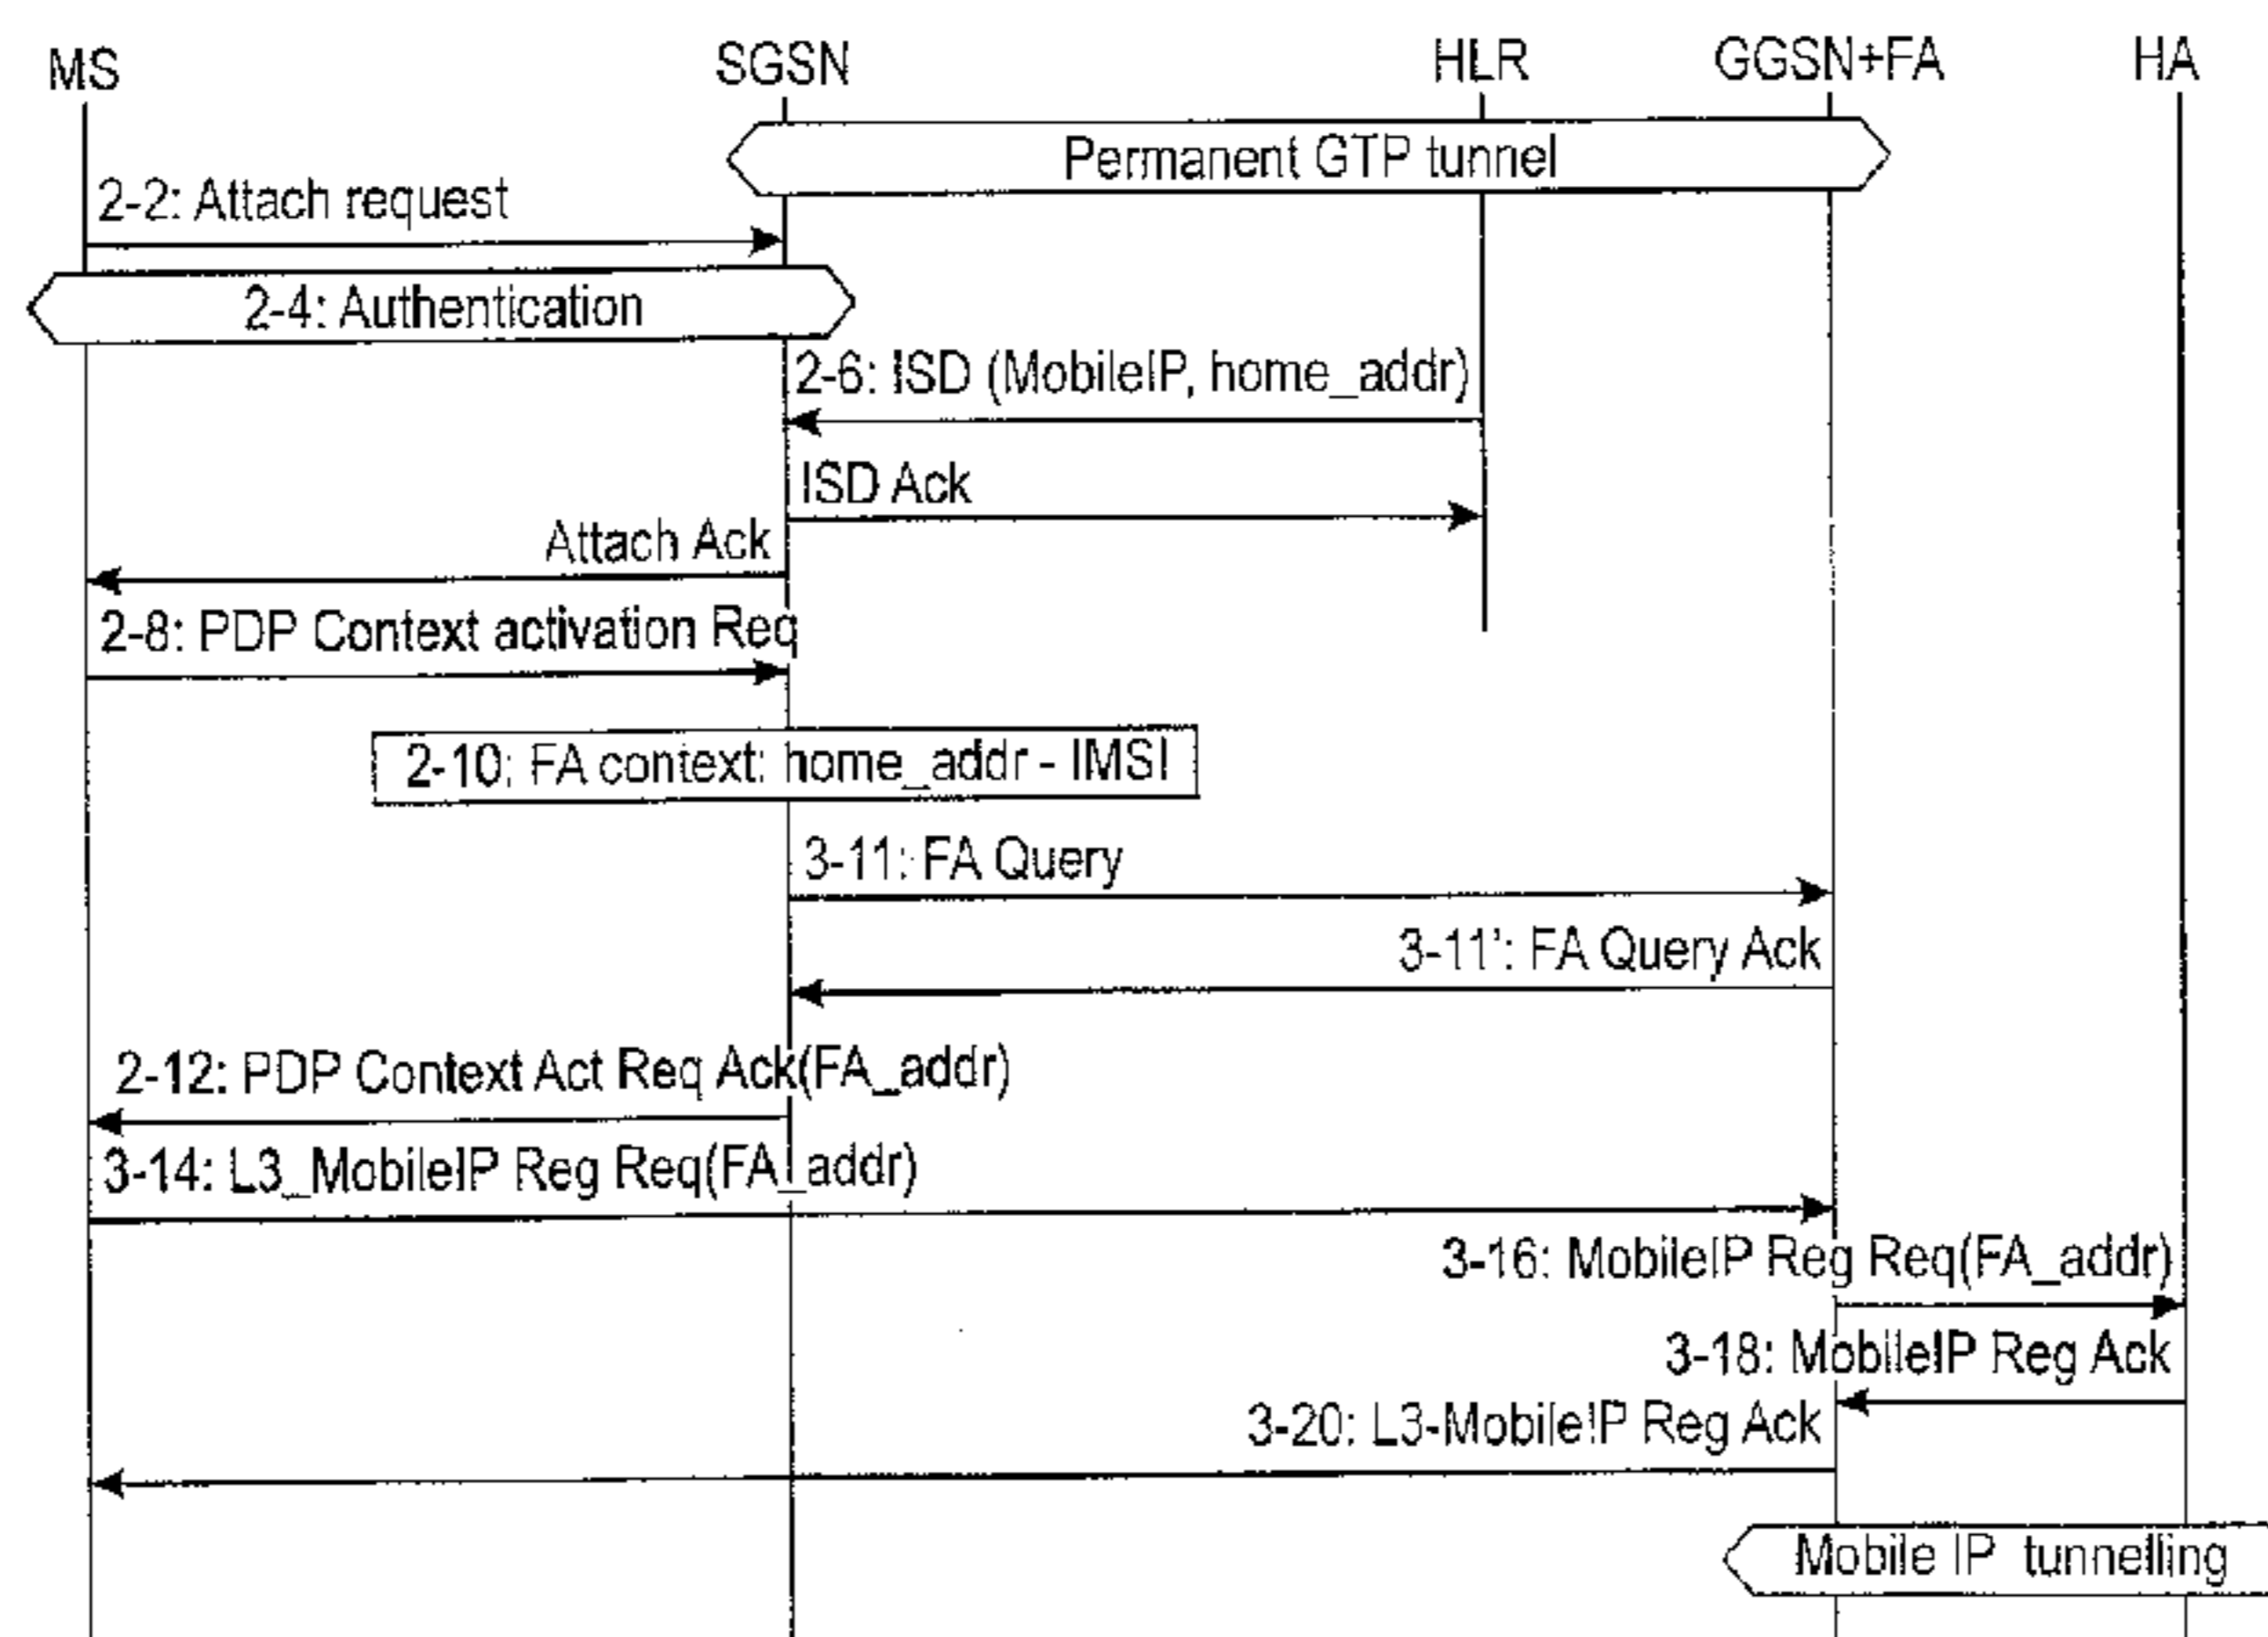 MS
SGSN
HLR
GGSN+FA
HA
Permanent GTP tunnel
2-2: Attach request
2-4: Authentication
2-6: ISD (MobileIP, home_addr)
ISD Ack
Attach Ack
2-8: PDP Context activation Req
2-10: FA context: home_addr - IMSI
3-11: FA Query
3-11': FA Query Ack
2-12: PDP Context Act Req Ack(FA_addr)
3-14: L3_MobileIP Reg Req(FA_addr)
3-16: MobileIP Reg Req(FA_addr)
3-18: MobileIP Reg Ack
3-20: L3-MobileIP Reg Ack
Mobile IP tunnelling